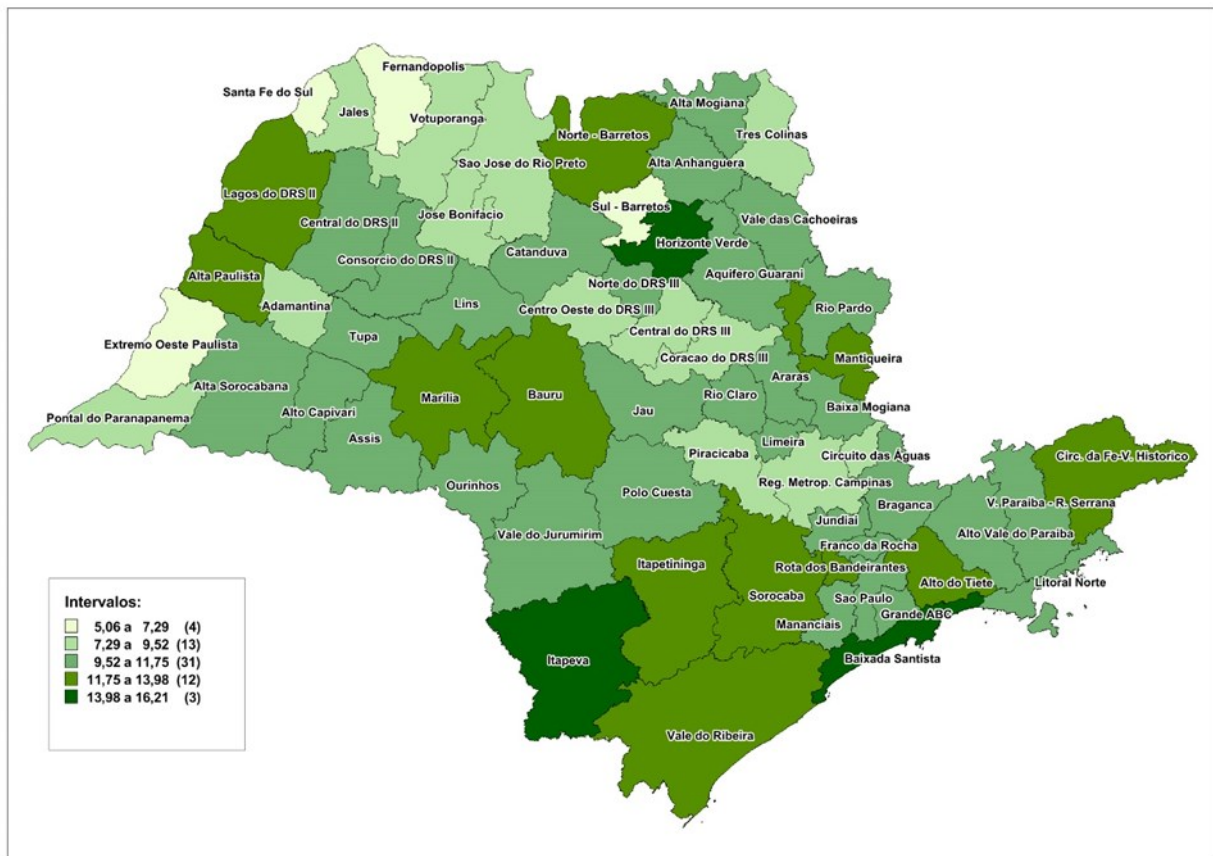 Fernandopolis
Santa Fe do Sul
Jales
Votuporanga
Alta Mogiana
Norte - Barretos
Tres Colinas
Sao Jose do Rio Preto
Alta Anhanguera
Lagos do DRS II
Sul - Barretos
Central do DRS II
Jose Bonifacio
Vale das Cachoeiras
Horizonte Verde
Catanduva
Consorcio do DRS II
Aquifero Guarani
Alta Paulista
Norte do DRS III
Adamantina
Lins
Centro Oeste do DRS III
Rio Pardo
Tupa
Central do DRS III
Extremo Oeste Paulista
Coracao do DRS III
Mantiqueira
Alta Sorocabana
Araras
Marilia
Bauru
Rio Claro
Baixa Mogiana
Pontal do Paranapanema
Alto Capivari
Jau
Assis
Limeira
Piracicaba
Circuito das Aguas
Circ. da Fe-V. Historico
Ourinhos
Reg. Metrop. Campinas
Polo Cuesta
Braganca
V. Paraiba - R. Serrana
Jundiai
Vale do Jurumirim
Alto Vale do Paraiba
Franco da Rocha
Itapetininga
Rota dos Bandeirantes
Alto do Tiete
Litoral Norte
Sorocaba
Sao Paulo
Grande ABC
Mananciais
Itapeva
Baixada Santista
Vale do Ribeira
Intervalos:
5,06 a 7,29 (4)
7,29 a 9,52 (13)
9,52 a 11,75 (31)
11,75 a 13,98 (12)
13,98 a 16,21 (3)